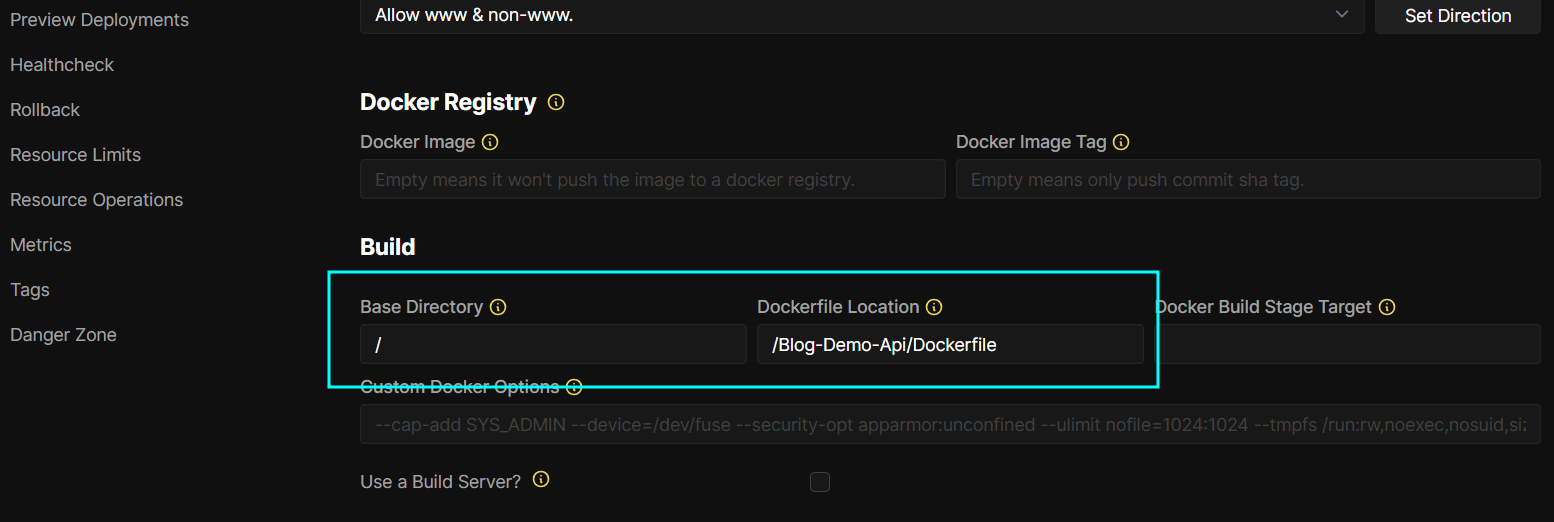 Preview Deployments
Healthcheck
Rollback
Resource Limits
Resource Operations
Metrics
Tags
Danger Zone
Allow www & non-www.
Set Direction
Docker Registry
Docker Image
Docker Image Tag
Empty means it won't push the image to a docker registry.
Empty means only push commit sha tag.
Build
Base Directory
Dockerfile Location
Docker Build Stage Target
/
/Blog-Demo-Api/Dockerfile
Custom Docker Options
--cap-add SYS_ADMIN --device=/dev/fuse --security-opt apparmor:unconfined --ulimit nofile=1024:1024 --tmpfs /run:rw,noexec,nosuid,siz
Use a Build Server?